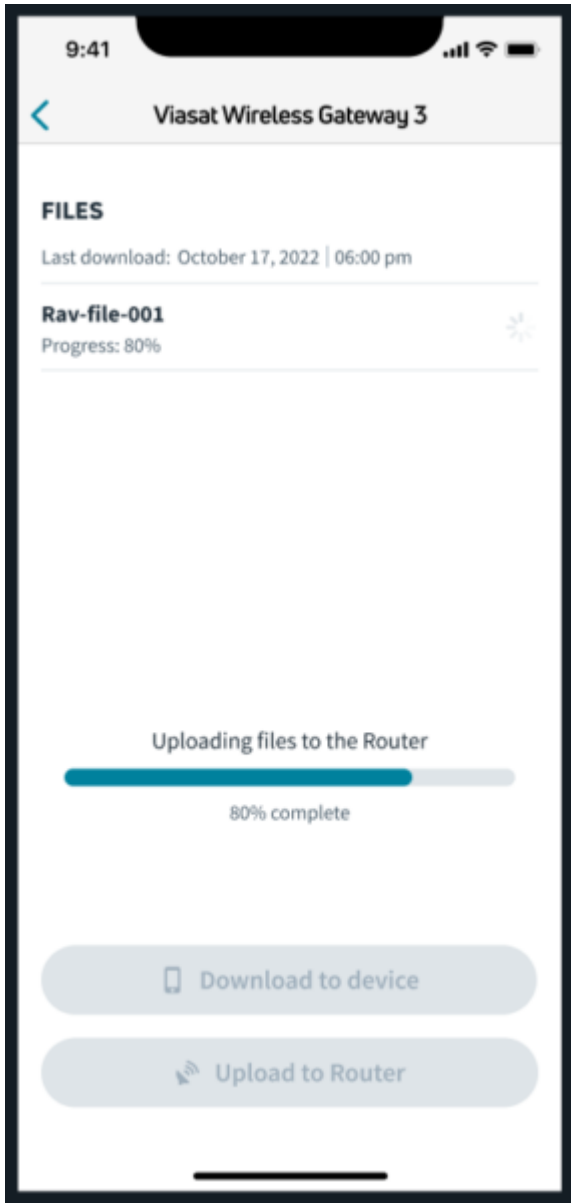 9:41
Viasat Wireless Gateway 3
FILES
Last download: October 17, 2022 | 06:00 pm
Rav-file-001
Progress: 80%
Uploading files to the Router
80% complete
Download to device
Upload to Router